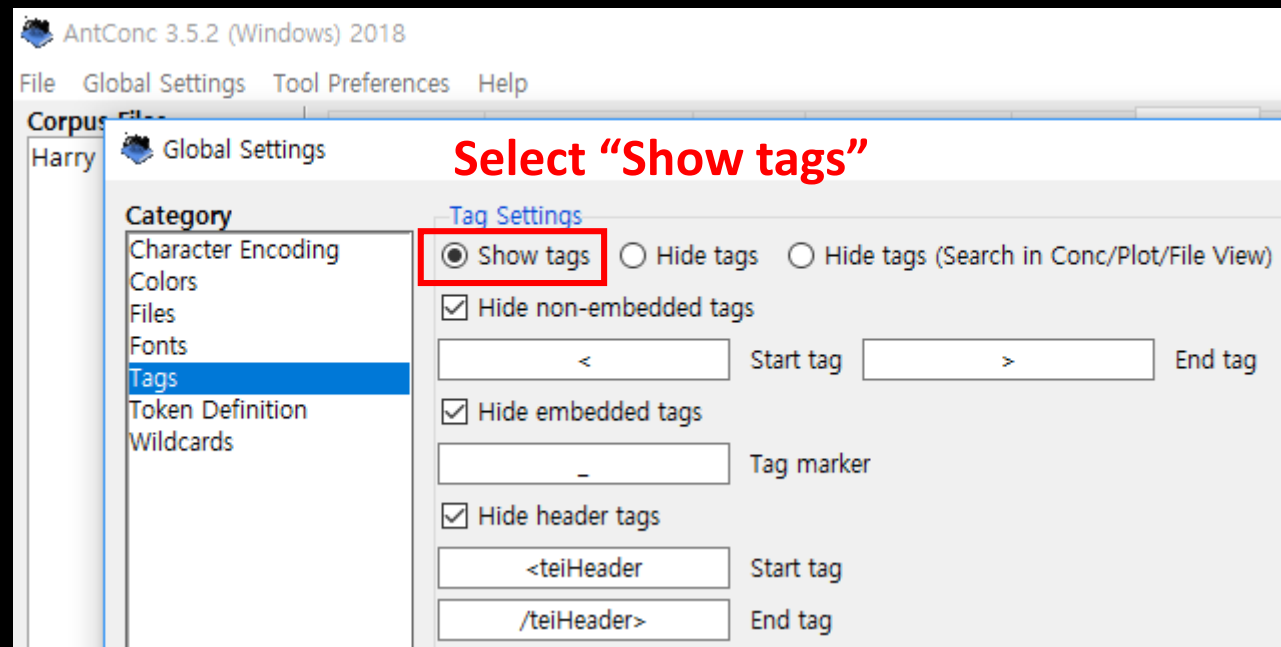 AntConc 3.5.2 (Windows) 2018
File Global Settings Tool Preferences Help
Corpus
Harry
Global Settings
Select “Show tags”
Category
Character Encoding
Colors
Files
Fonts
Tags
Token Definition
Wildcards
Tag Settings
Show tags Hide tags Hide tags (Search in Conc/Plot/File View)
Hide non-embedded tags
< Start tag > End tag
Hide embedded tags
_ Tag marker
Hide header tags
<teiHeader Start tag
/teiHeader> End tag